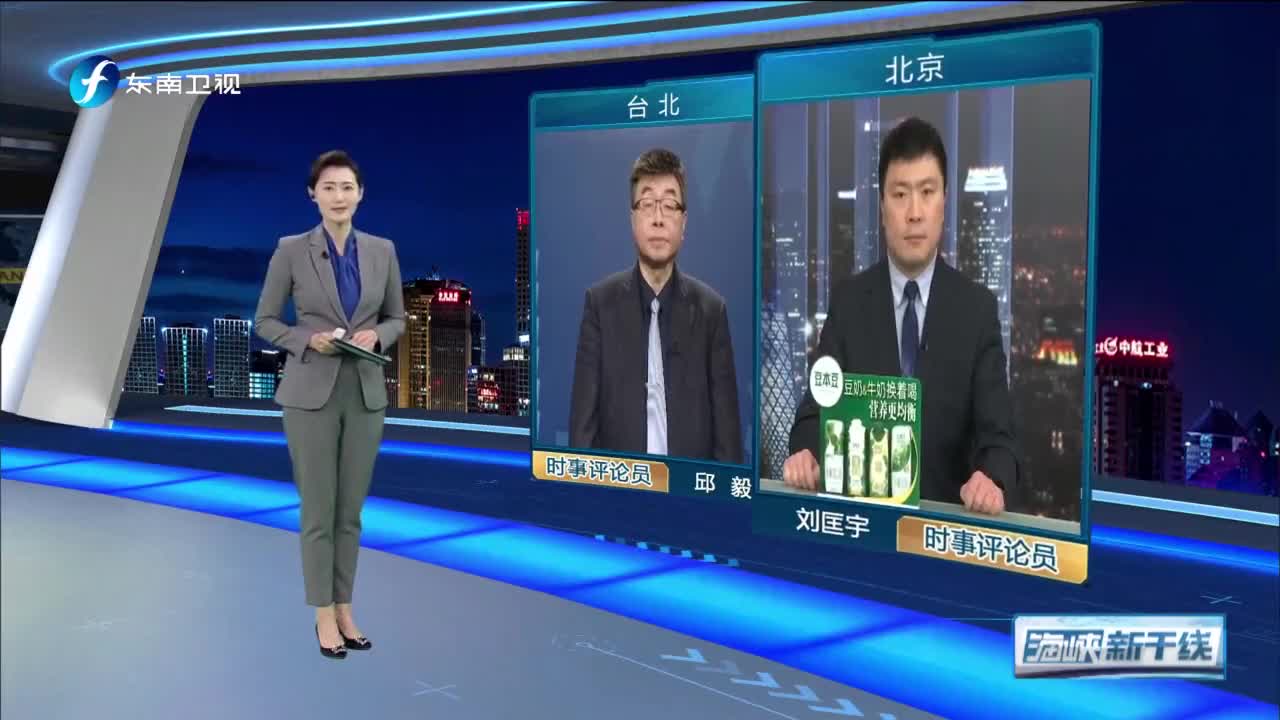 东南卫视
台北
北京
豆本豆
豆奶&牛奶换着喝
营养更均衡
时事评论员
邱 毅
刘匡宇
时事评论员
中航工业
海峡新干线